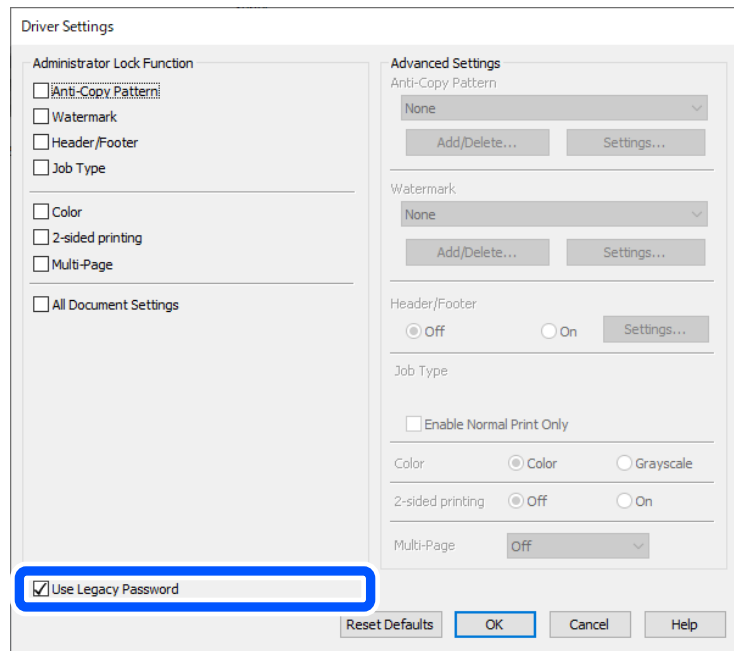 Driver Settings
Administrator Lock Function
Anti-Copy Pattern
Watermark
Header/Footer
Job Type
Color
2-sided printing
Multi-Page
All Document Settings
Use Legacy Password
Advanced Settings
Anti-Copy Pattern
None
Add/Delete... Settings...
Watermark
None
Add/Delete... Settings...
Header/Footer
Off On Settings...
Job Type
Enable Normal Print Only
Color Color Grayscale
2-sided printing Off On
Multi-Page Off
Reset Defaults OK Cancel Help